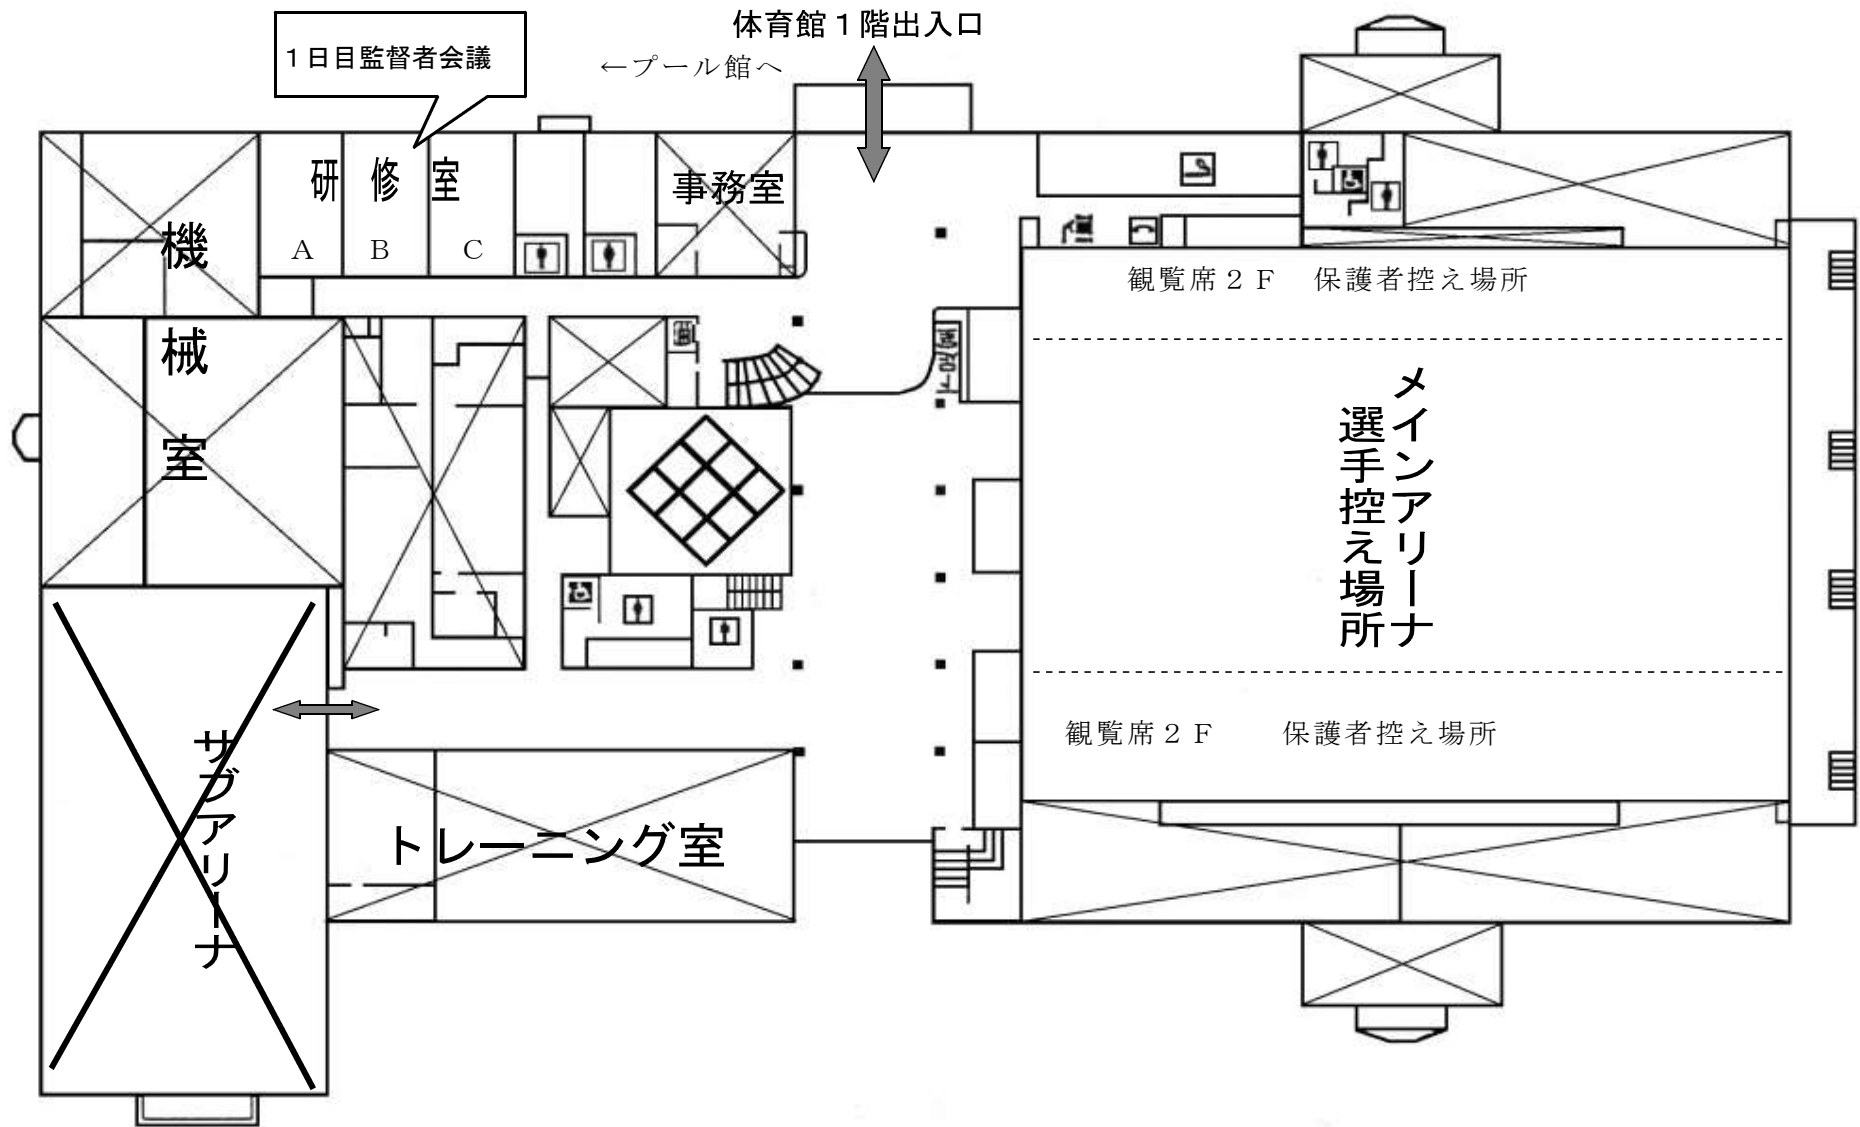 体育館１階出入口
１日目監督者会議
←プール館へ
研修室
事務室
A B C
機械室
観覧席２Ｆ　保護者控え場所
メインアリーナ
選手控え場所
観覧席２Ｆ　　保護者控え場所
サブアリーナ
トレーニング室